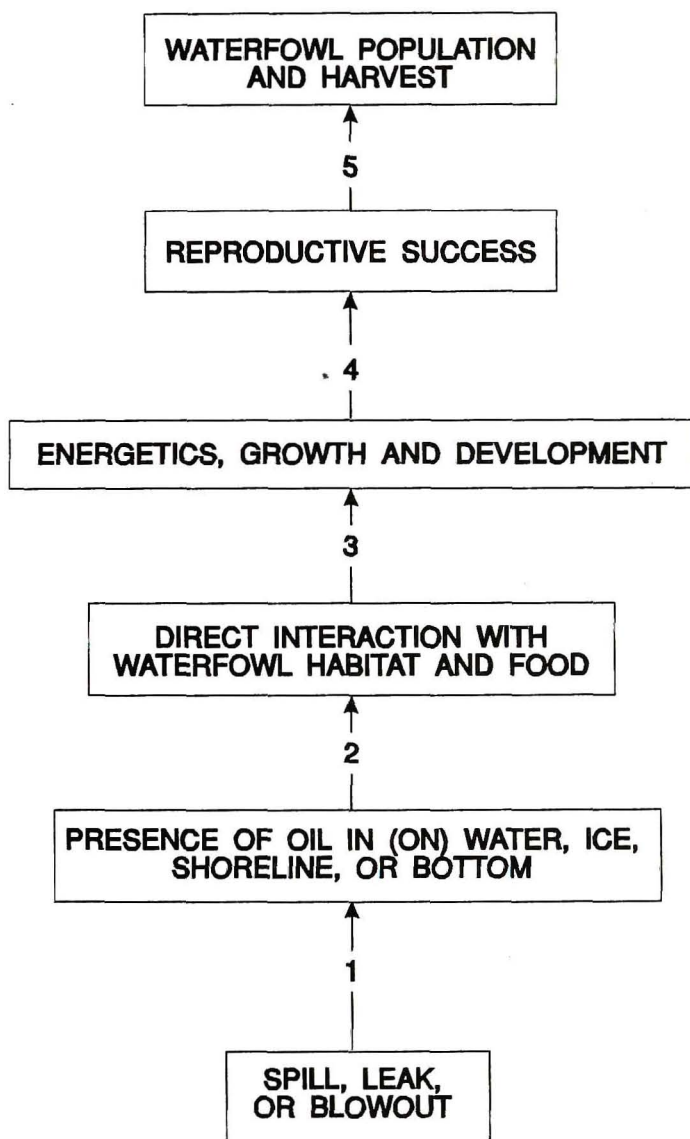 WATERFOWL POPULATION
AND HARVEST
5
REPRODUCTIVE SUCCESS
4
ENERGETICS, GROWTH AND DEVELOPMENT
3
DIRECT INTERACTION WITH
WATERFOWL HABITAT AND FOOD
2
PRESENCE OF OIL IN (ON) WATER, ICE,
SHORELINE, OR BOTTOM
1
SPILL, LEAK,
OR BLOWOUT